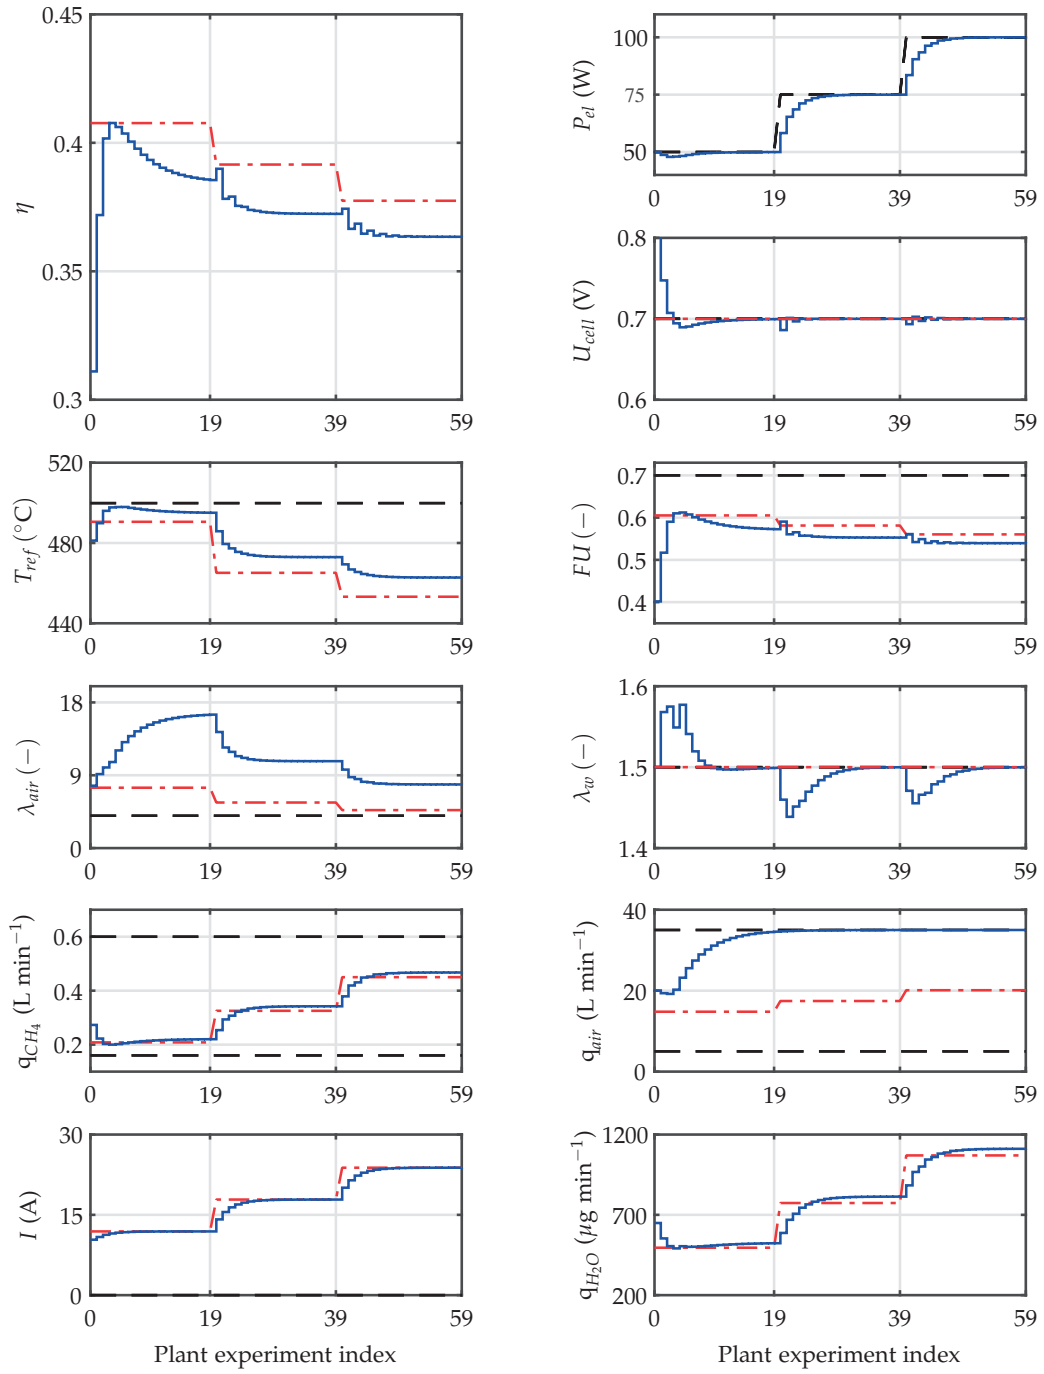 0.45
0.4
0.35
0.3
η
0 19 39 59
100
75
50
P_el (W)
0 19 39 59
0.8
0.7
0.6
U_cell (V)
0 19 39 59
520
480
440
T_ref (°C)
0 19 39 59
0.7
0.6
0.5
0.4
FU (−)
0 19 39 59
18
9
0
λ_air (−)
0 19 39 59
1.6
1.5
1.4
λ_w (−)
0 19 39 59
0.6
0.4
0.2
q_CH₄ (L min⁻¹)
0 19 39 59
40
20
0
q_air (L min⁻¹)
0 19 39 59
30
15
0
I (A)
0 19 39 59
Plant experiment index
1200
700
200
q_H₂O (μg min⁻¹)
0 19 39 59
Plant experiment index